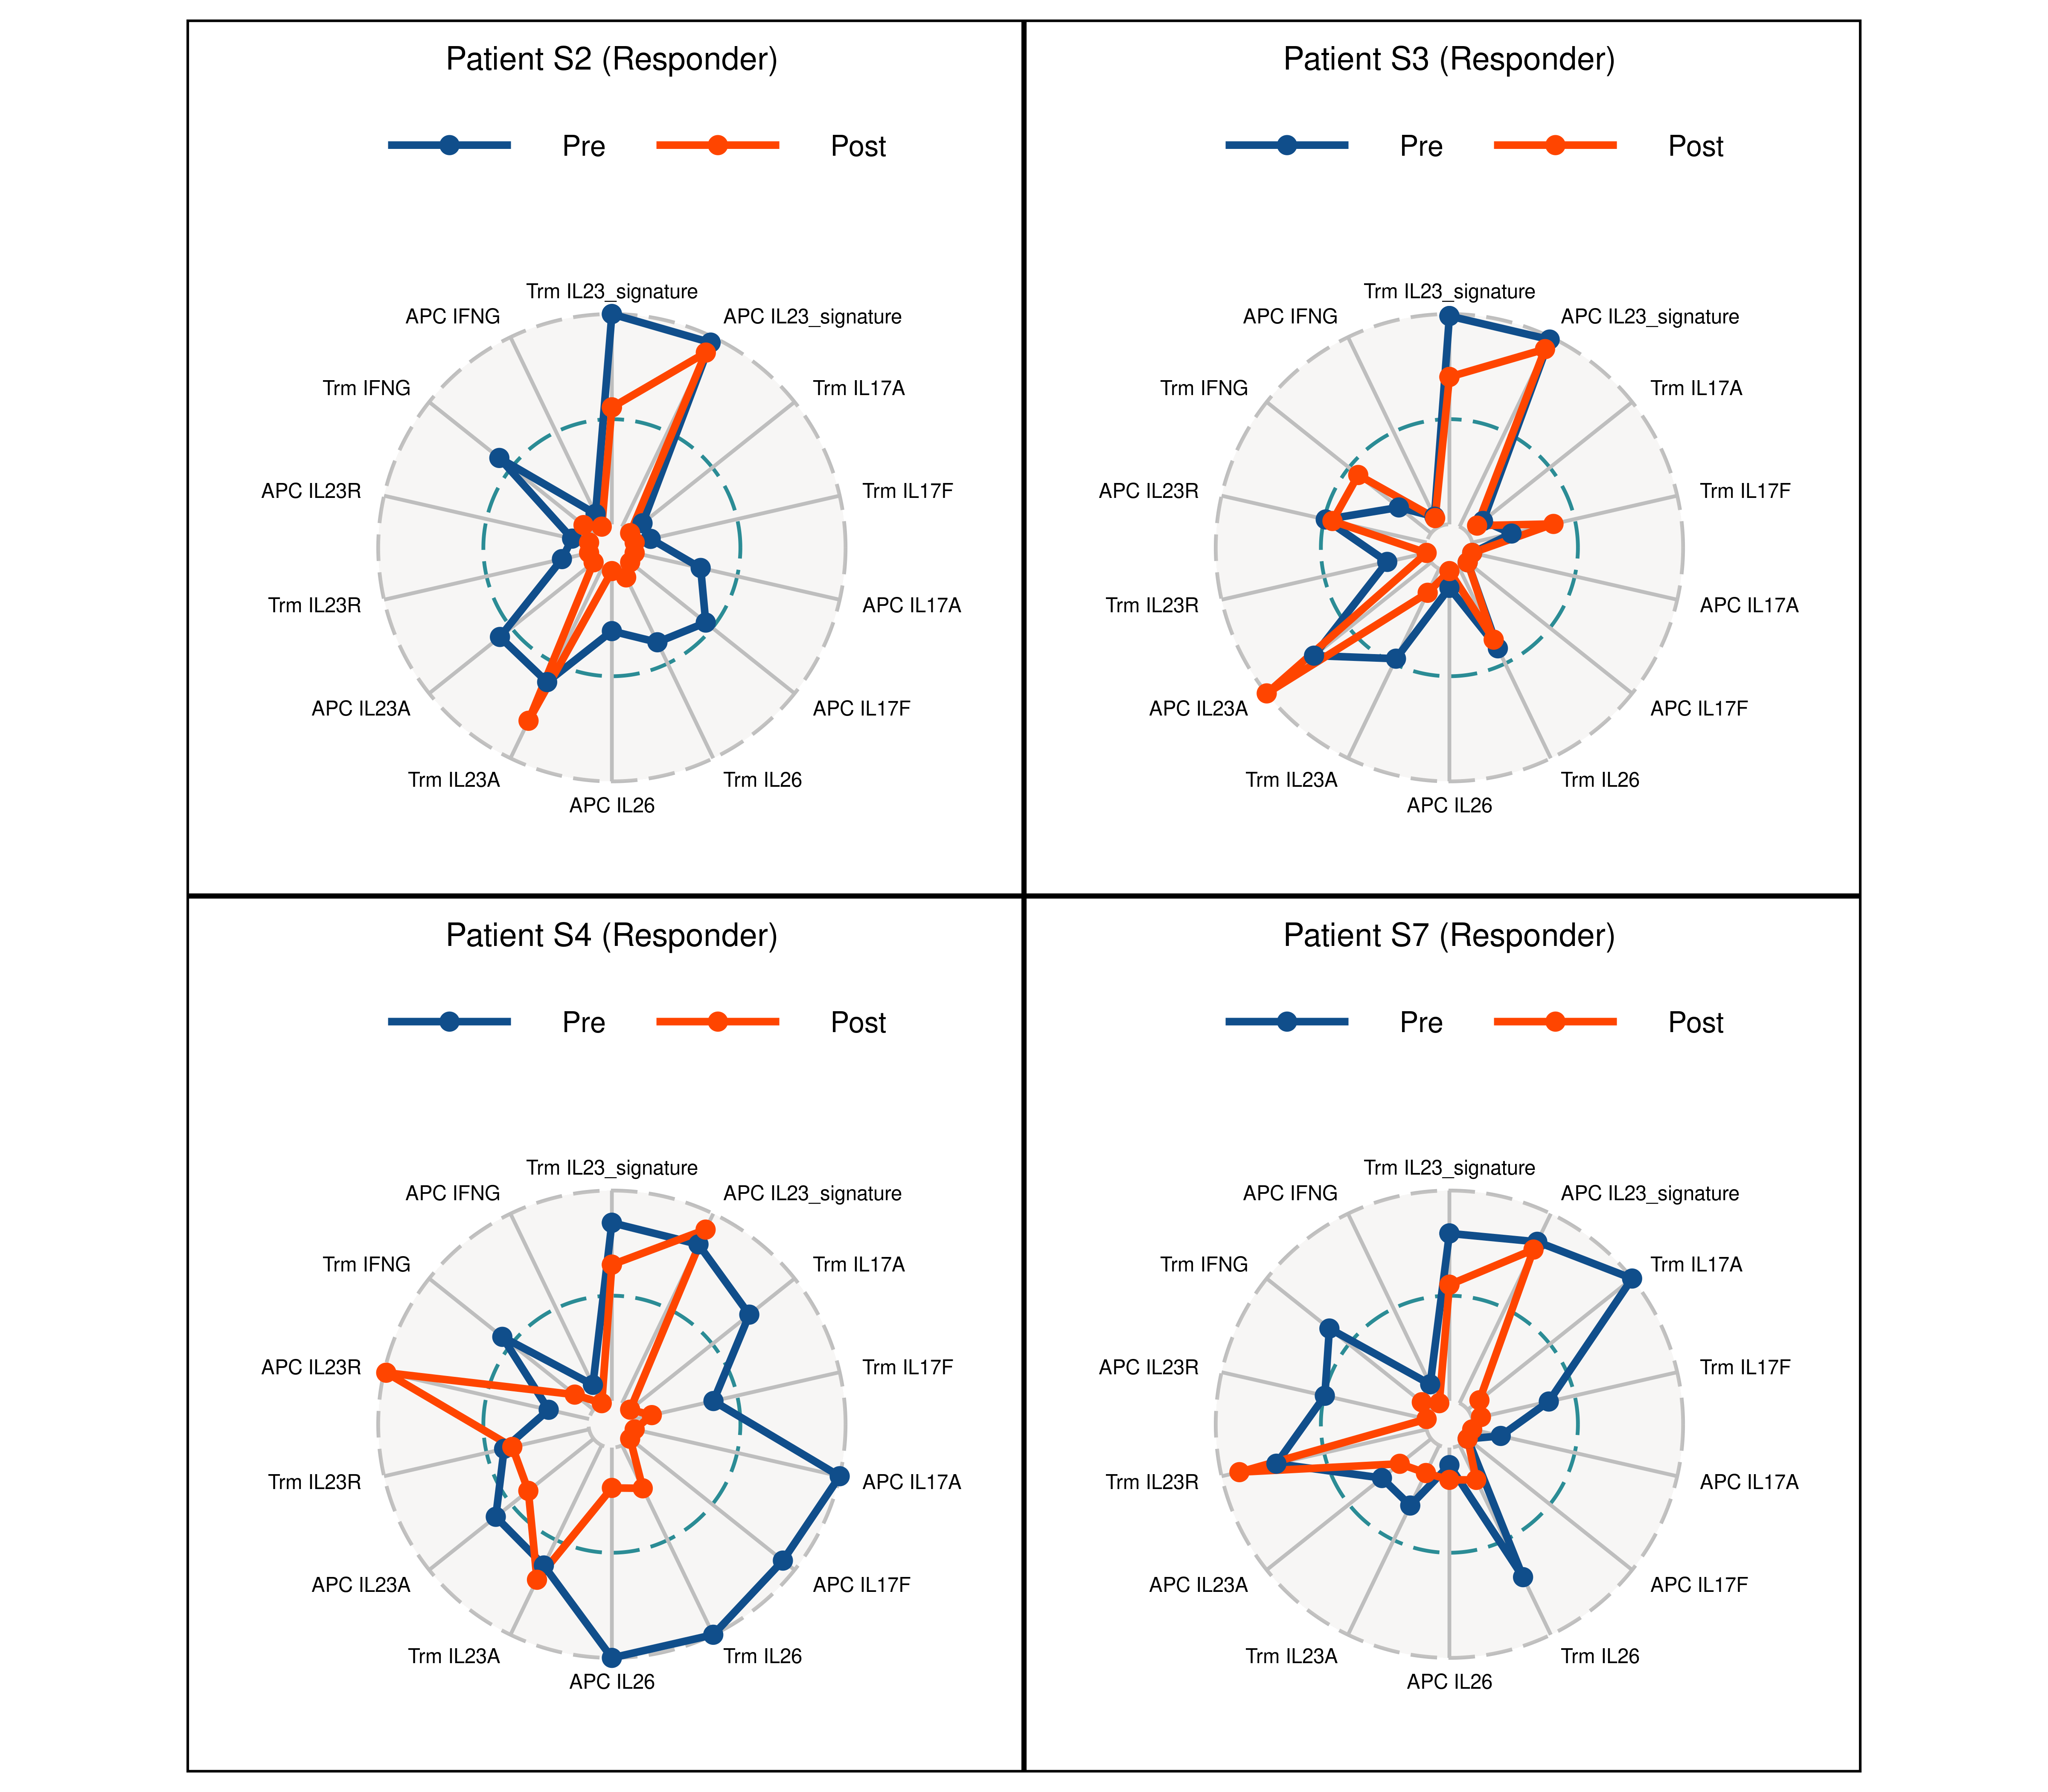 Patient S2 (Responder)
Pre
Post
Trm IL23_signature
APC IL23_signature
Trm IL17A
Trm IL17F
APC IL17A
APC IL17F
Trm IL26
APC IL26
Trm IL23A
APC IL23A
Trm IL23R
APC IL23R
Trm IFNG
APC IFNG
Patient S3 (Responder)
Pre
Post
Trm IL23_signature
APC IL23_signature
Trm IL17A
Trm IL17F
APC IL17A
APC IL17F
Trm IL26
APC IL26
Trm IL23A
APC IL23A
Trm IL23R
APC IL23R
Trm IFNG
APC IFNG
Patient S4 (Responder)
Pre
Post
Trm IL23_signature
APC IL23_signature
Trm IL17A
Trm IL17F
APC IL17A
APC IL17F
Trm IL26
APC IL26
Trm IL23A
APC IL23A
Trm IL23R
APC IL23R
Trm IFNG
APC IFNG
Patient S7 (Responder)
Pre
Post
Trm IL23_signature
APC IL23_signature
Trm IL17A
Trm IL17F
APC IL17A
APC IL17F
Trm IL26
APC IL26
Trm IL23A
APC IL23A
Trm IL23R
APC IL23R
Trm IFNG
APC IFNG